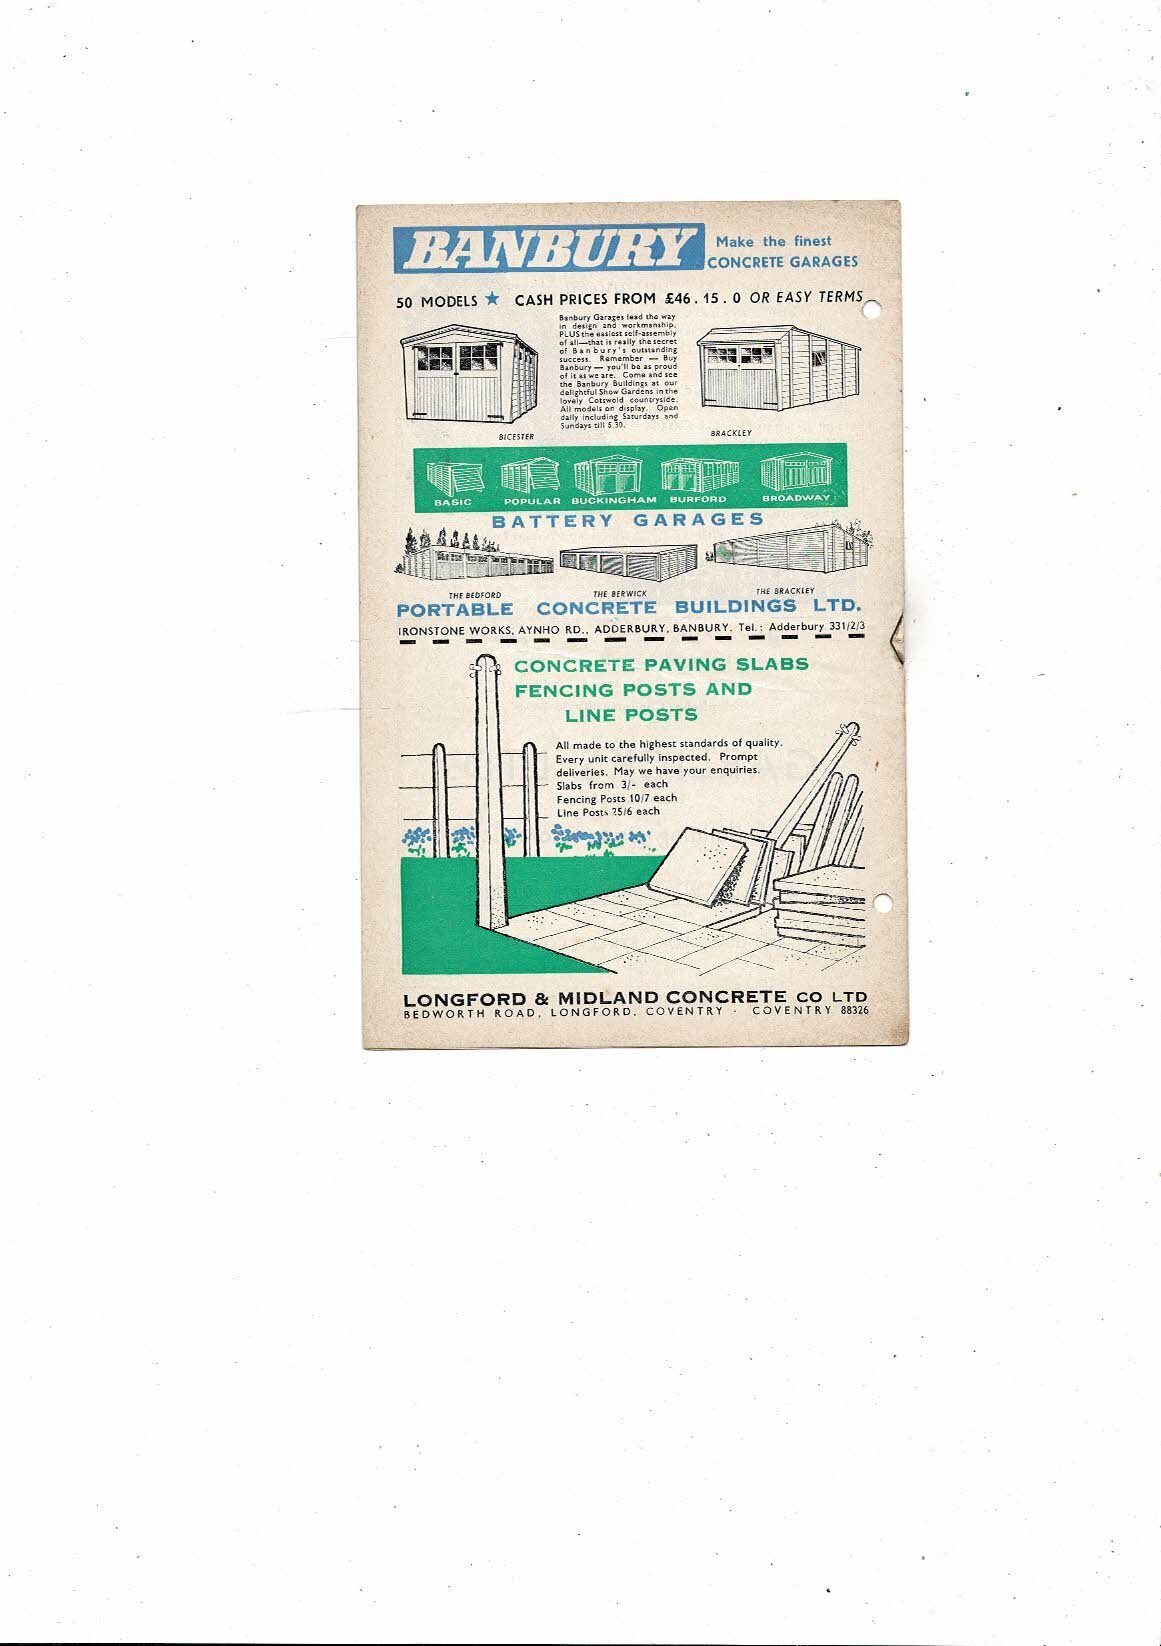 BANBURY
Make the finest
CONCRETE GARAGES
50 MODELS ★ CASH PRICES FROM £46.15.0 OR EASY TERMS
Banbury Garages lead the way
in design and workmanship,
PLUS the easiest self-assembly
of all—that is really the secret
of Banbury's outstanding
success. Remember — Buy
Banbury — you'll be as proud
of it as we are. Come and see
the Banbury Buildings at our
delightful Show Gardens in the
lovely Cotswold countryside.
All models on display. Open
daily including Saturdays and
Sundays till 5.30.
BICESTER
BRACKLEY
BASIC POPULAR BUCKINGHAM BURFORD BROADWAY
BATTERY GARAGES
THE BEDFORD THE BERWICK THE BRACKLEY
PORTABLE CONCRETE BUILDINGS LTD.
IRONSTONE WORKS, AYNHO RD., ADDERBURY, BANBURY. Tel.: Adderbury 331/2/3
CONCRETE PAVING SLABS
FENCING POSTS AND
LINE POSTS
All made to the highest standards of quality.
Every unit carefully inspected. Prompt
deliveries. May we have your enquiries.
Slabs from 3/- each
Fencing Posts 10/7 each
Line Posts 25/6 each
LONGFORD & MIDLAND CONCRETE CO LTD
BEDWORTH ROAD, LONGFORD, COVENTRY · COVENTRY 88326